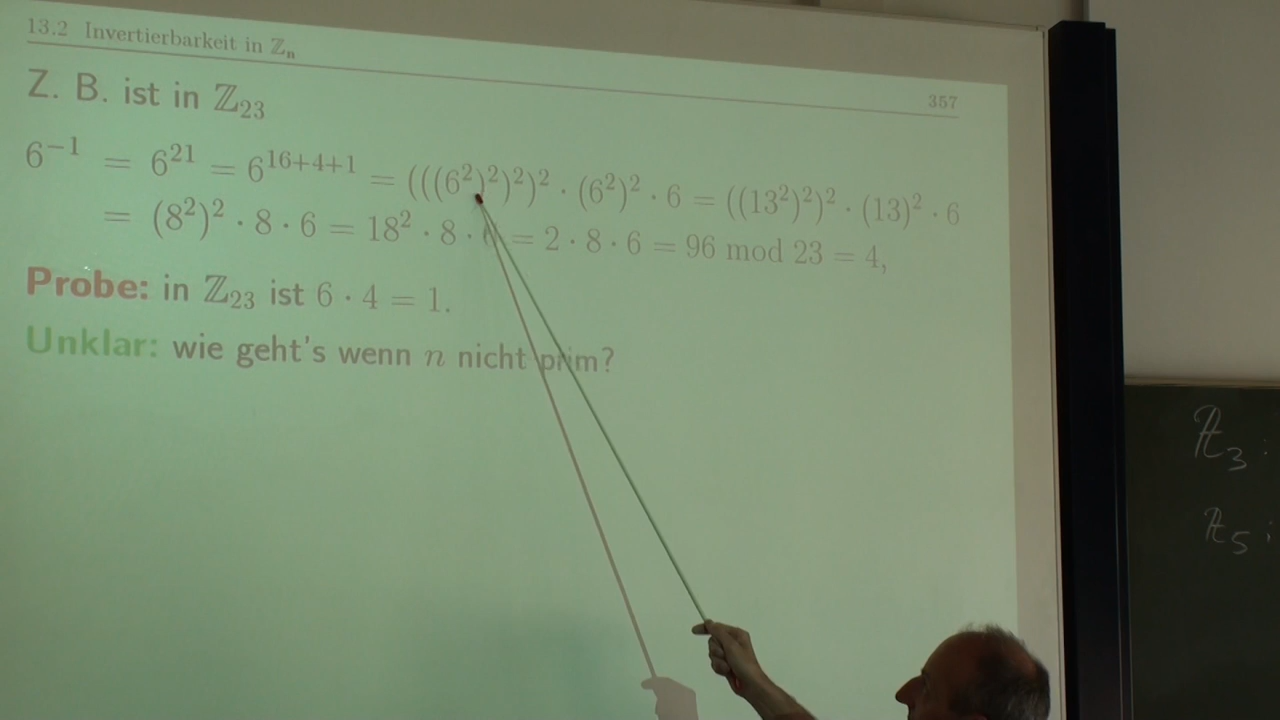 13.2 Invertierbarkeit in ℤₙ
357
Z. B. ist in ℤ₂₃
6⁻¹ = 6²¹ = 6¹⁶⁺⁴⁺¹ = (((6²)²)²)² · (6²)² · 6 = ((13²)²)² · (13)² · 6
= (8²)² · 8 · 6 = 18² · 8 · 6 = 2 · 8 · 6 = 96 mod 23 = 4,
Probe: in ℤ₂₃ ist 6 · 4 = 1.
Unklar: wie geht's wenn n nicht prim?
ℤ₃ :
ℤ₅ :